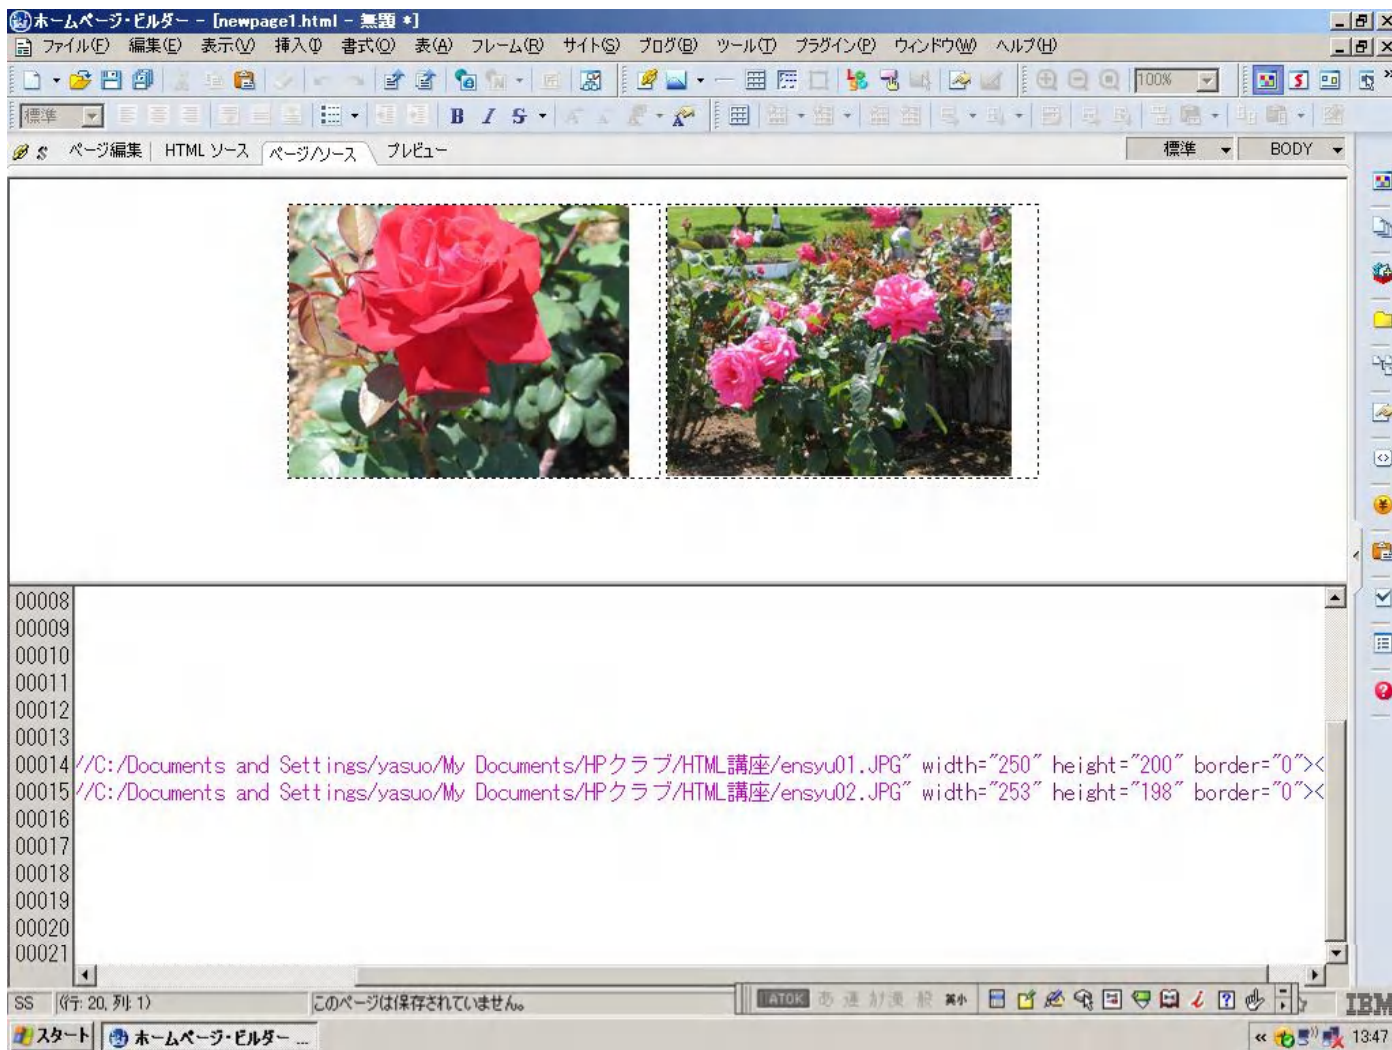 ホームページ・ビルダー - [newpage1.html - 無題 *]
ファイル(F) 編集(E) 表示(V) 挿入(I) 書式(O) 表(A) フレーム(R) サイト(S) ブログ(B) ツール(T) プラグイン(P) ウィンドウ(W) ヘルプ(H)
100%
標準 B I S
ページ編集 HTML ソース ページ/ソース プレビュー 標準 BODY
00008
00009
00010
00011
00012
00013
00014 //C:/Documents and Settings/yasuo/My Documents/HPクラブ/HTML講座/ensyu01.JPG" width="250" height="200" border="0"><
00015 //C:/Documents and Settings/yasuo/My Documents/HPクラブ/HTML講座/ensyu02.JPG" width="253" height="198" border="0"><
00016
00017
00018
00019
00020
00021
SS (行: 20, 列: 1) このページは保存されていません。 ATOK あ 連 英小 IBM
スタート ホームページ・ビルダー ... 13:47